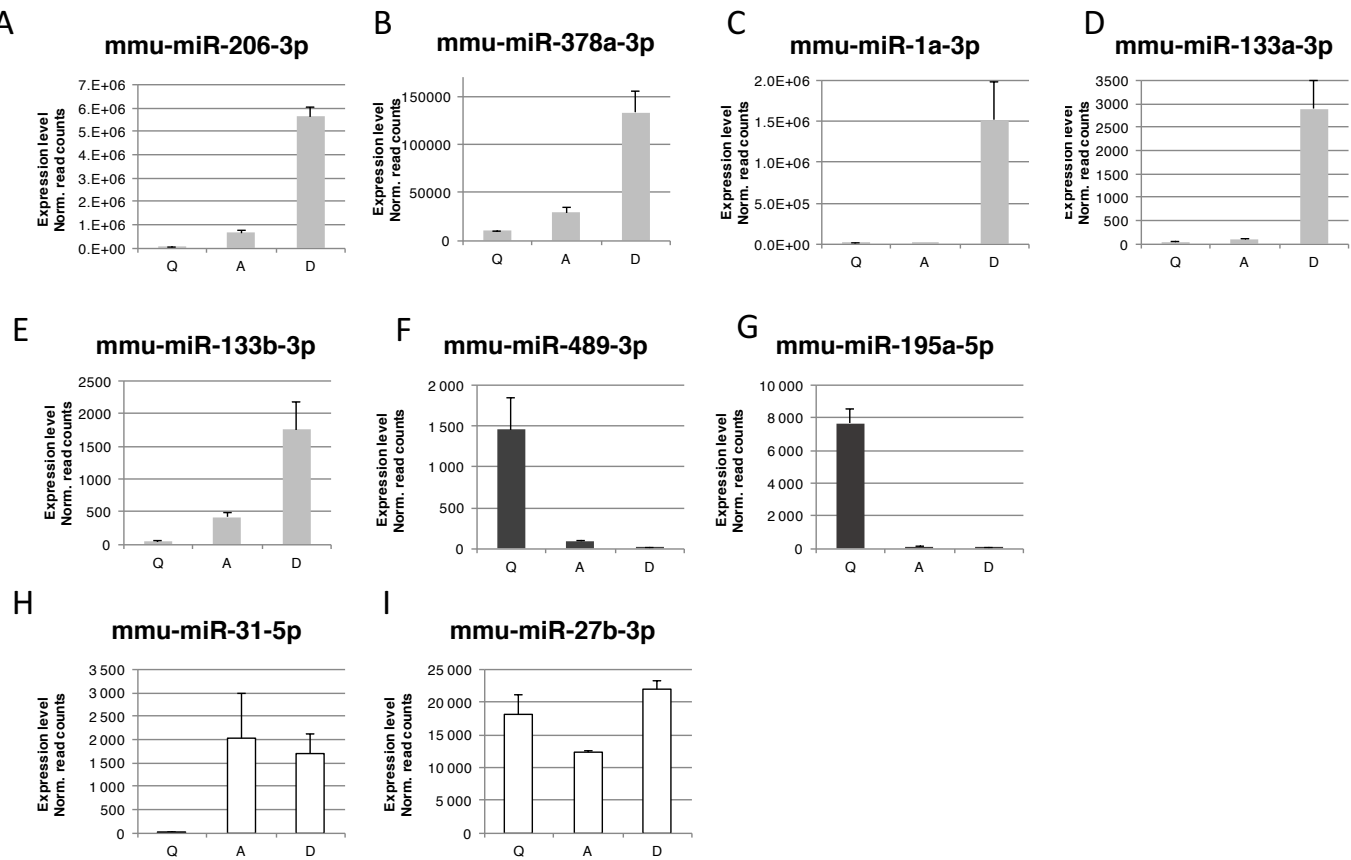 A
mmu-miR-206-3p
Expression level
Norm. read counts
7.E+06
6.E+06
5.E+06
4.E+06
3.E+06
2.E+06
1.E+06
0.E+00
Q A D
B
mmu-miR-378a-3p
Expression level
Norm. read counts
150000
100000
50000
0
Q A D
C
mmu-miR-1a-3p
Expression level
Norm. read counts
2.0E+06
1.5E+06
1.0E+06
5.0E+05
0.0E+00
Q A D
D
mmu-miR-133a-3p
Expression level
Norm. read counts
3500
3000
2500
2000
1500
1000
500
0
Q A D
E
mmu-miR-133b-3p
Expression level
Norm. read counts
2500
2000
1500
1000
500
0
Q A D
F
mmu-miR-489-3p
Expression level
Norm. read counts
2 000
1 500
1 000
500
0
Q A D
G
mmu-miR-195a-5p
Expression level
Norm. read counts
10 000
8 000
6 000
4 000
2 000
0
Q A D
H
mmu-miR-31-5p
Expression level
Norm. read counts
3 500
3 000
2 500
2 000
1 500
1 000
500
0
Q A D
I
mmu-miR-27b-3p
Expression level
Norm. read counts
25 000
20 000
15 000
10 000
5 000
0
Q A D